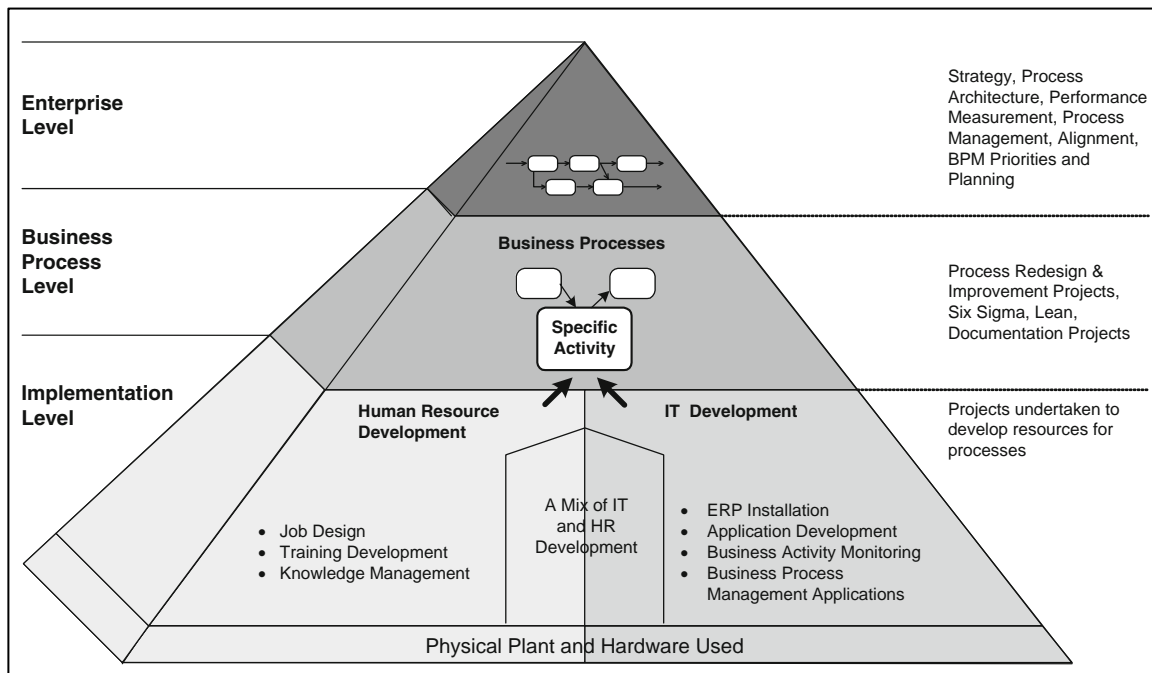 Enterprise
Level
Strategy, Process
Architecture, Performance
Measurement, Process
Management, Alignment,
BPM Priorities and
Planning
Business
Process
Level
Business Processes
Specific
Activity
Process Redesign &
Improvement Projects,
Six Sigma, Lean,
Documentation Projects
Implementation
Level
Human Resource
Development
IT Development
Projects undertaken to
develop resources for
processes
• Job Design
• Training Development
• Knowledge Management
A Mix of IT
and HR
Development
• ERP Installation
• Application Development
• Business Activity Monitoring
• Business Process
Management Applications
Physical Plant and Hardware Used